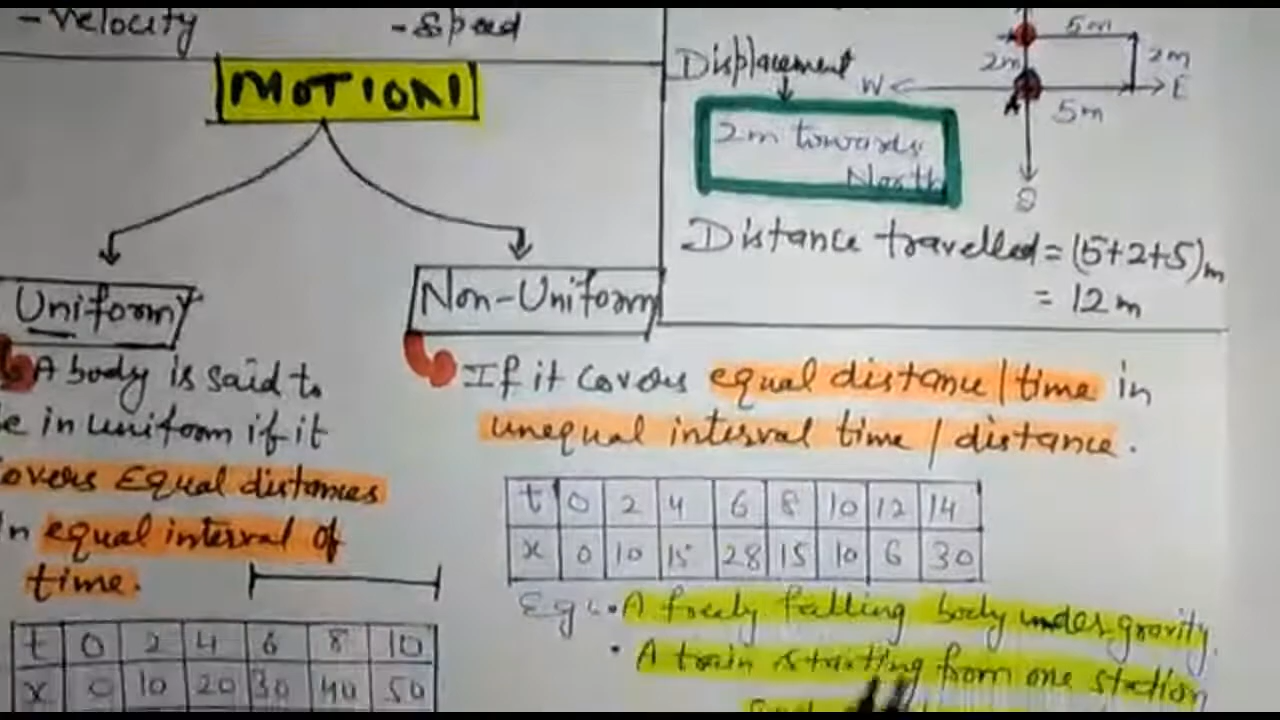 - Velocity
- Speed
MOTION
Uniform
Non-Uniform
A body is said to
e in uniform if it
overs Equal distances
In equal interval of
time.
t 0 2 4 6 8 10
x 0 10 20 30 40 50
Displacement
2m towards
North
5m
2m
2m
W
E
A
5m
S
Distance travelled = (5+2+5)m
= 12m
If it covers equal distance/time in
unequal interval time/distance.
t 0 2 4 6 8 10 12 14
x 0 10 15 28 15 10 6 30
Eg:. A freely falling body under gravity.
• A train starting from one station